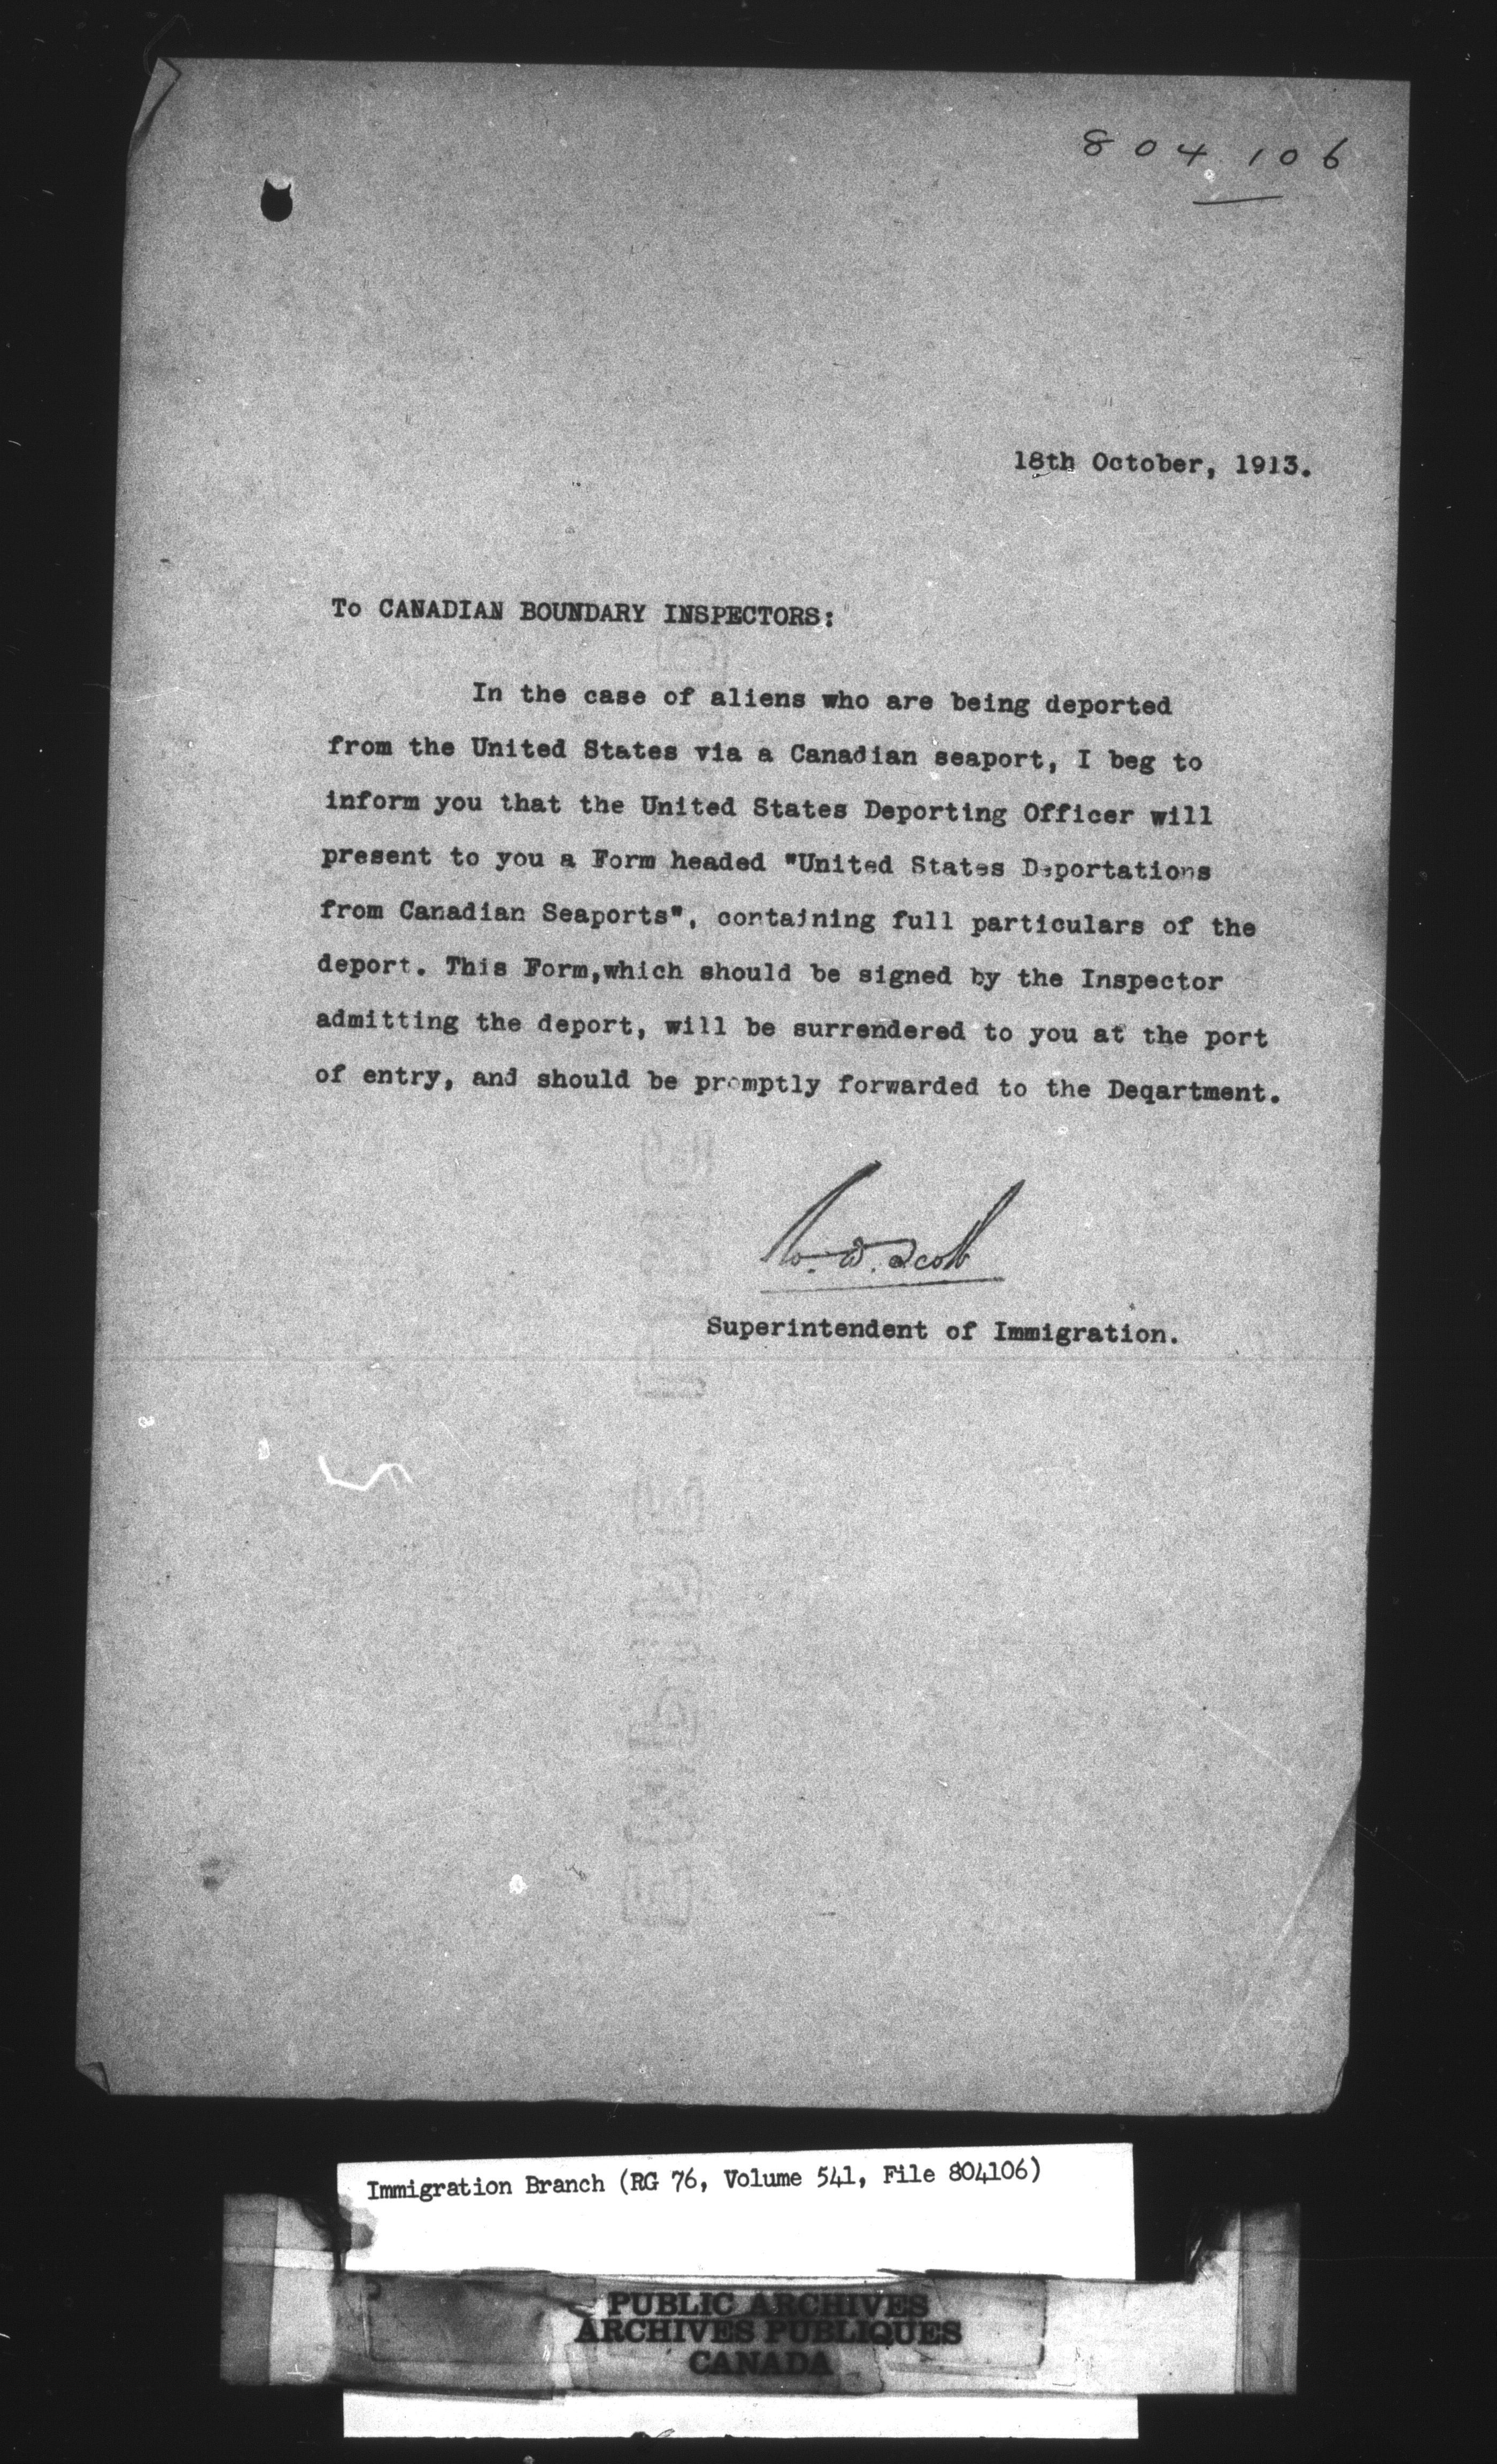 804106
18th October, 1913.
To CANADIAN BOUNDARY INSPECTORS:
In the case of aliens who are being deported
from the United States via a Canadian seaport, I beg to
inform you that the United States Deporting Officer will
present to you a Form headed "United States Deportations
from Canadian Seaports", containing full particulars of the
deport. This Form,which should be signed by the Inspector
admitting the deport, will be surrendered to you at the port
of entry, and should be promptly forwarded to the Deqartment.
W. D. Scott
Superintendent of Immigration.
Immigration Branch (RG 76, Volume 541, File 804106)
PUBLIC ARCHIVES
ARCHIVES PUBLIQUES
CANADA